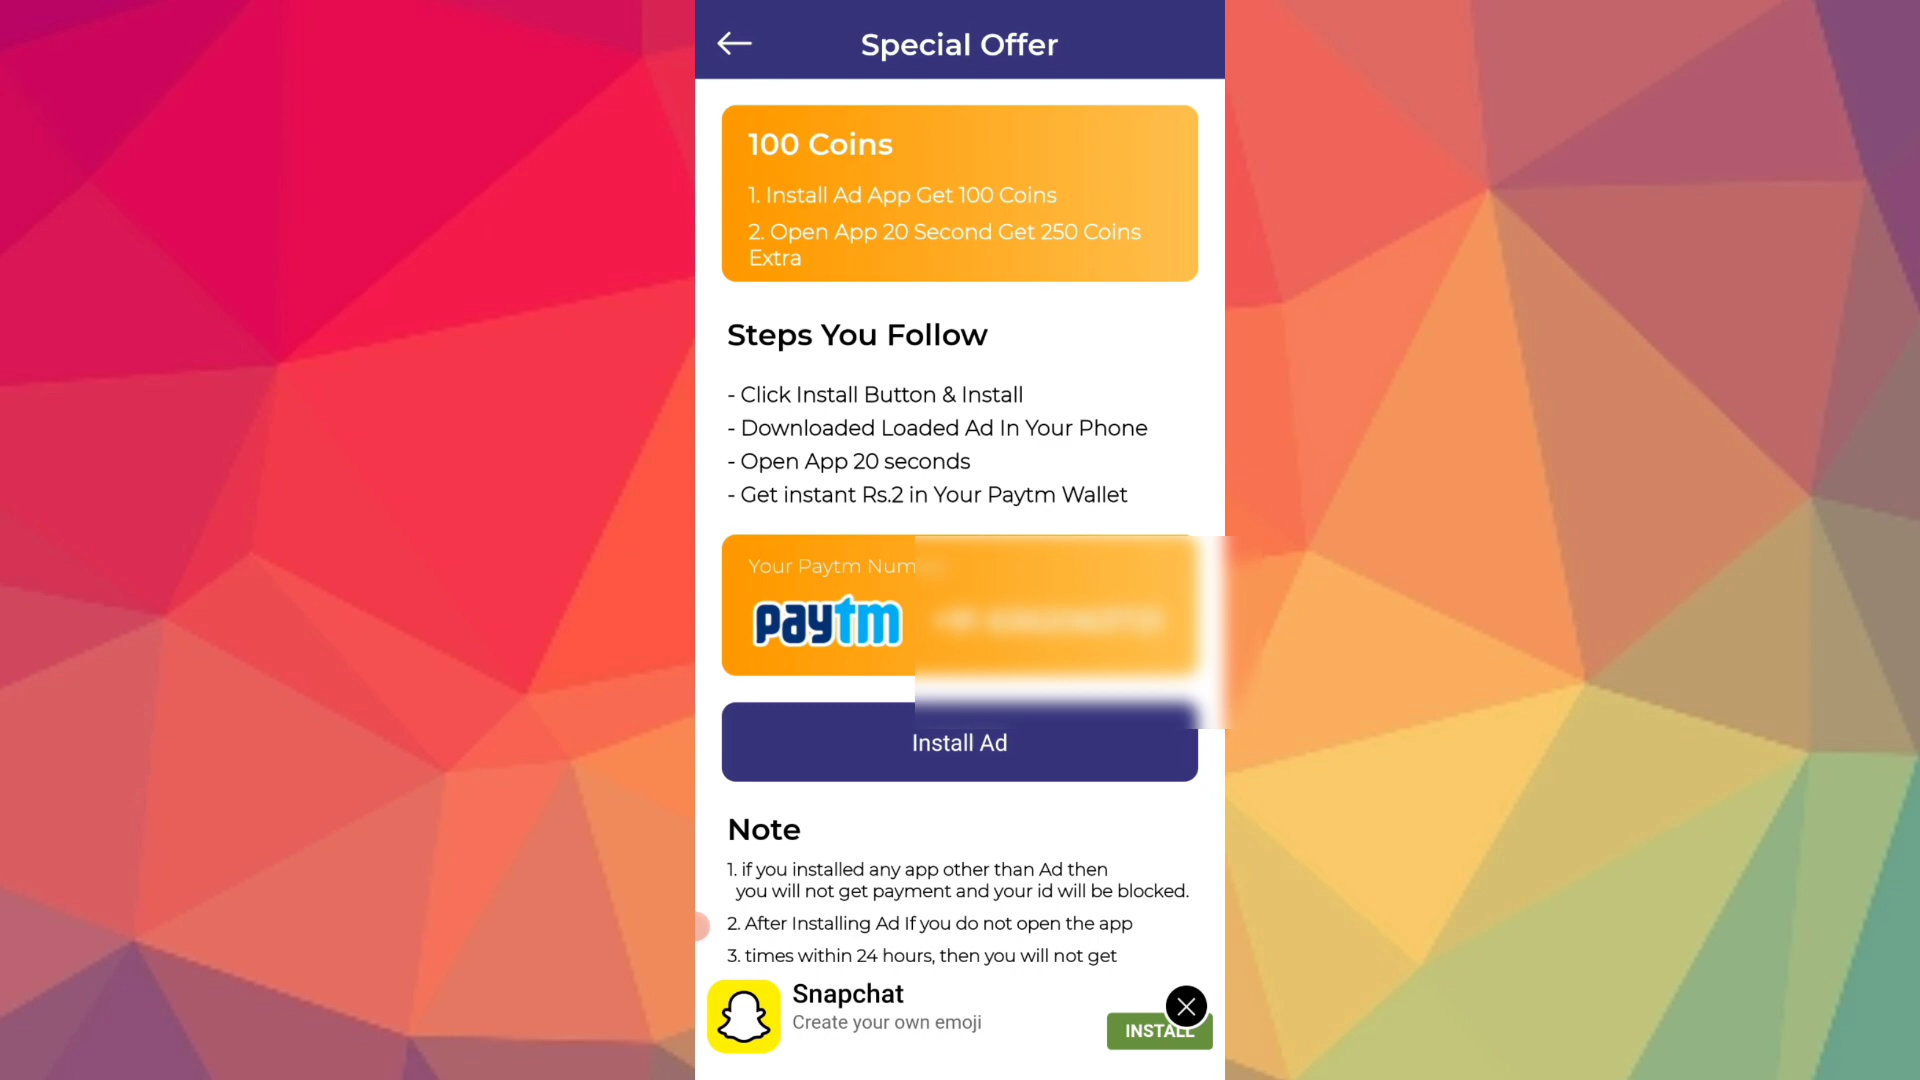 Special Offer
100 Coins
1. Install Ad App Get 100 Coins
2. Open App 20 Second Get 250 Coins
Extra
Steps You Follow
- Click Install Button & Install
- Downloaded Loaded Ad In Your Phone
- Open App 20 seconds
- Get instant Rs.2 in Your Paytm Wallet
Your Paytm
paytm
Install Ad
Note
1. if you installed any app other than Ad then
you will not get payment and your id will be blocked.
2. After Installing Ad If you do not open the app
3. times within 24 hours, then you will not get
Snapchat
Create your own emoji
INSTALL